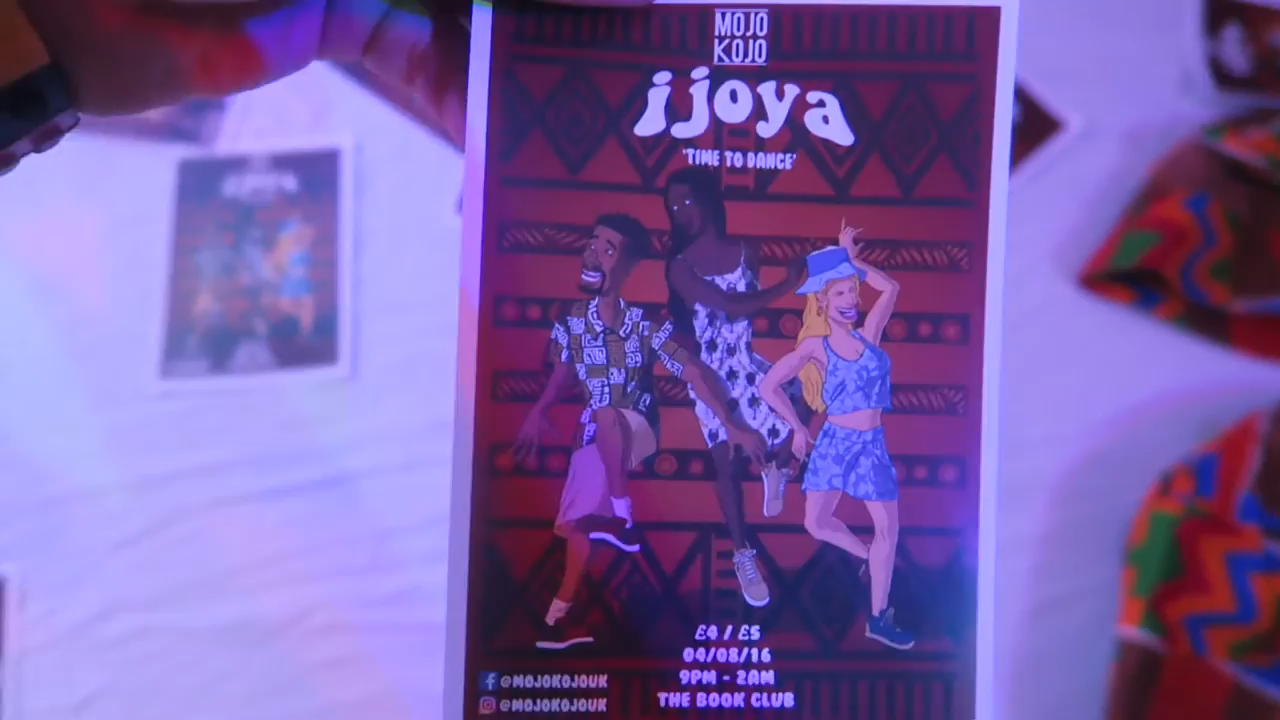 MOJO
KOJO
ijoya
'TIME TO DANCE'
£4 / £5
04/08/16
9PM - 2AM
THE BOOK CLUB
@MOJOKOJOUK
@MOJOKOJOUK